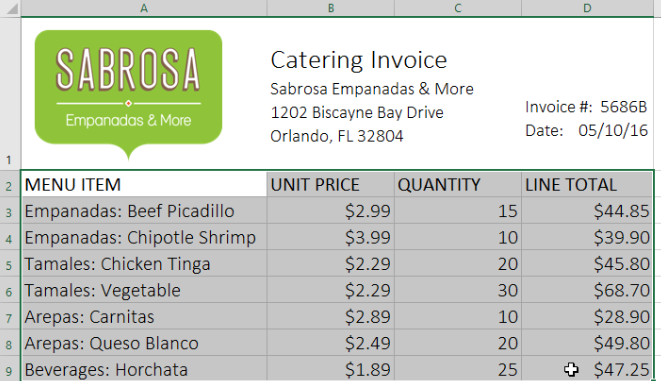 A B C D
SABROSA
Empanadas & More
Catering Invoice
Sabrosa Empanadas & More
1202 Biscayne Bay Drive
Orlando, FL 32804
Invoice #: 5686B
Date: 05/10/16
1
2 MENU ITEM UNIT PRICE QUANTITY LINE TOTAL
3 Empanadas: Beef Picadillo $2.99 15 $44.85
4 Empanadas: Chipotle Shrimp $3.99 10 $39.90
5 Tamales: Chicken Tinga $2.29 20 $45.80
6 Tamales: Vegetable $2.29 30 $68.70
7 Arepas: Carnitas $2.89 10 $28.90
8 Arepas: Queso Blanco $2.49 20 $49.80
9 Beverages: Horchata $1.89 25 $47.25